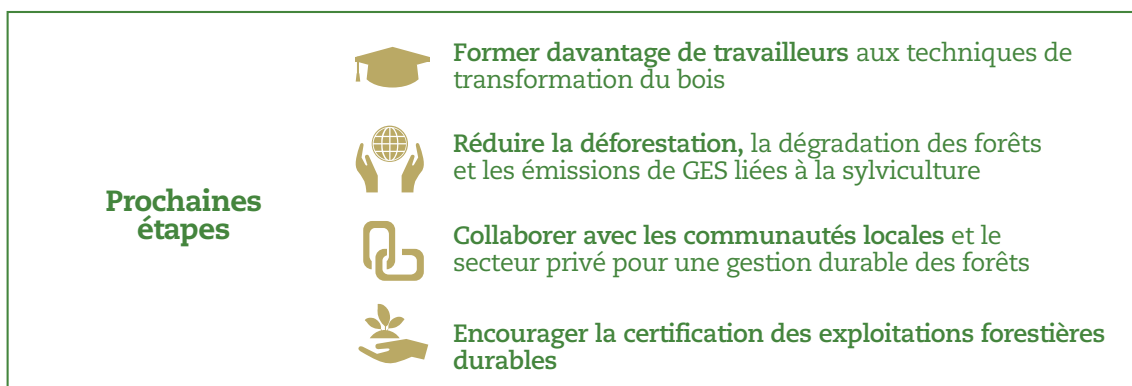 Prochaines
étapes
Former davantage de travailleurs aux techniques de
transformation du bois
Réduire la déforestation, la dégradation des forêts
et les émissions de GES liées à la sylviculture
Collaborer avec les communautés locales et le
secteur privé pour une gestion durable des forêts
Encourager la certification des exploitations forestières
durables